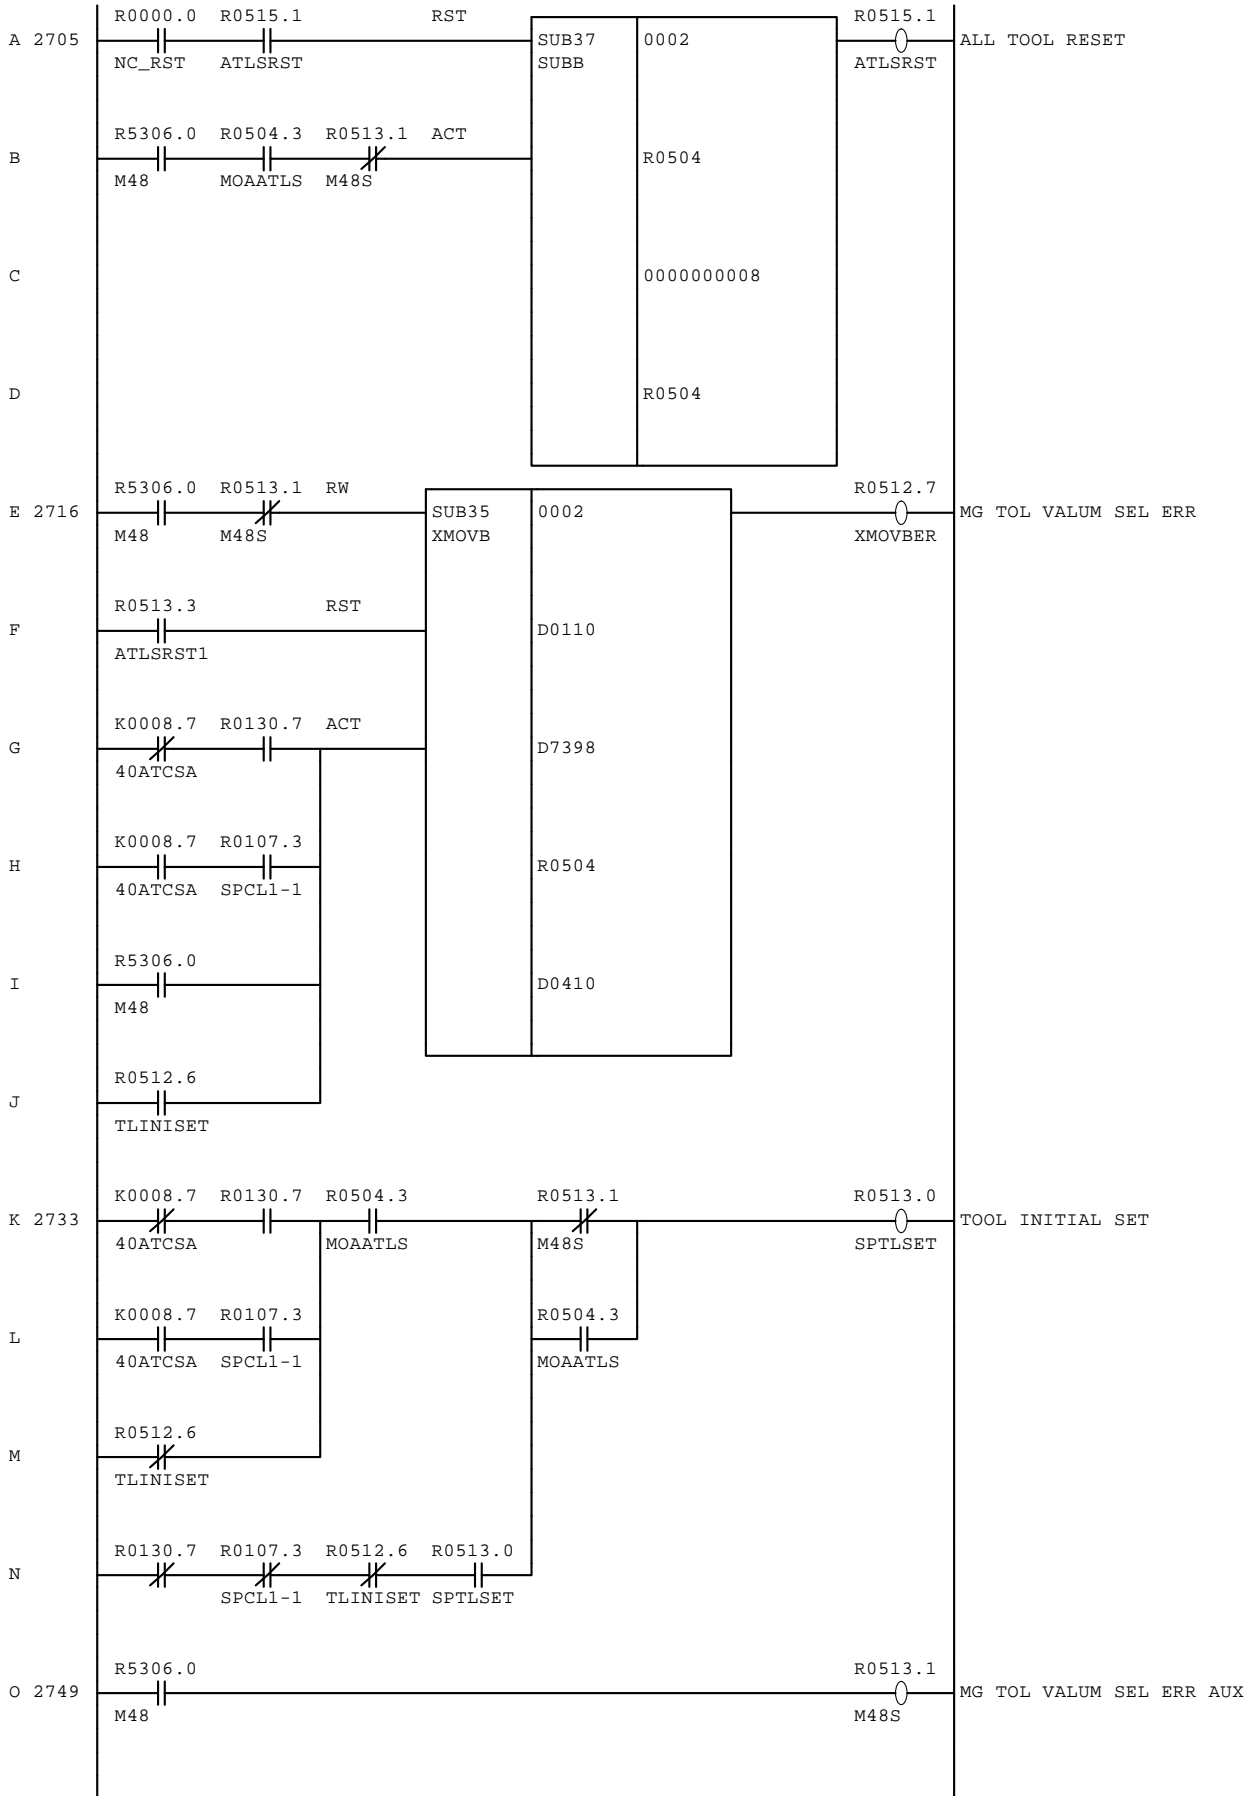 R0000.0 R0515.1 RST R0515.1
A 2705 SUB37 0002 ALL TOOL RESET
NC_RST ATLSRST SUBB ATLSRST
R5306.0 R0504.3 R0513.1 ACT
B R0504
M48 MOAATLS M48S
C 0000000008
D R0504
R5306.0 R0513.1 RW R0512.7
E 2716 SUB35 0002 MG TOL VALUM SEL ERR
M48 M48S XMOVB XMOVBER
R0513.3 RST
F D0110
ATLSRST1
K0008.7 R0130.7 ACT
G D7398
40ATCSA
K0008.7 R0107.3
H R0504
40ATCSA SPCL1-1
R5306.0
I D0410
M48
R0512.6
J
TLINISET
K0008.7 R0130.7 R0504.3 R0513.1 R0513.0
K 2733 TOOL INITIAL SET
40ATCSA MOAATLS M48S SPTLSET
K0008.7 R0107.3 R0504.3
L
40ATCSA SPCL1-1 MOAATLS
R0512.6
M
TLINISET
R0130.7 R0107.3 R0512.6 R0513.0
N
SPCL1-1 TLINISET SPTLSET
R5306.0 R0513.1
O 2749 MG TOL VALUM SEL ERR AUX
M48 M48S